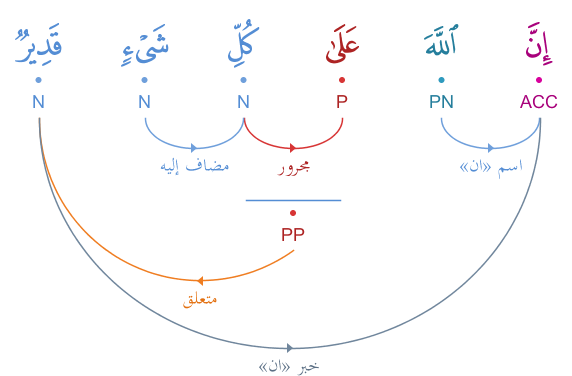 إِنَّ ٱللَّهَ عَلَىٰ كُلِّ شَىْءٍ قَدِيرٌ
ACC PN P N N N
اسم «ان» مجرور مضاف إليه
PP
متعلق
خبر «ان»